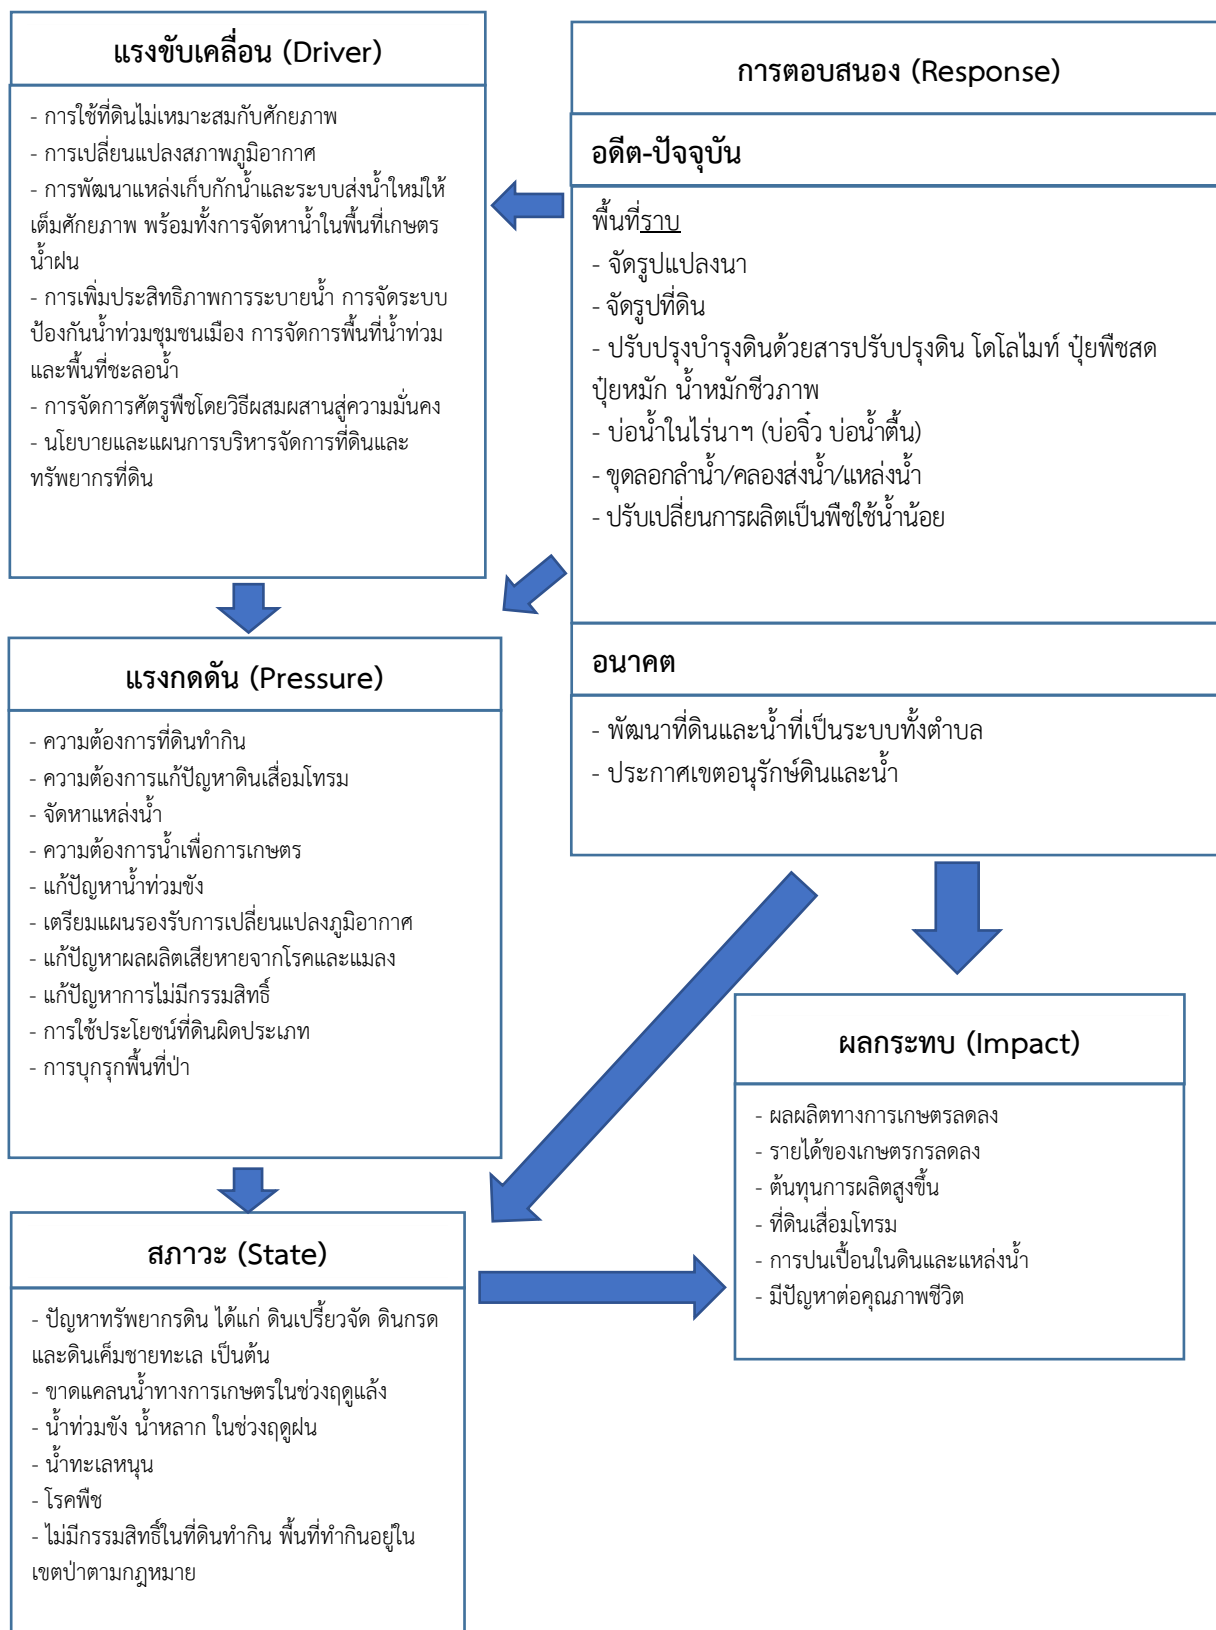 แรงขับเคลื่อน (Driver)
- การใช้ที่ดินไม่เหมาะสมกับศักยภาพ
- การเปลี่ยนแปลงสภาพภูมิอากาศ
- การพัฒนาแหล่งเก็บกักน้ำและระบบส่งน้ำใหม่ให้
เต็มศักยภาพ พร้อมทั้งการจัดหาน้ำในพื้นที่เกษตร
น้ำฝน
- การเพิ่มประสิทธิภาพการระบายน้ำ การจัดระบบ
ป้องกันน้ำท่วมชุมชนเมือง การจัดการพื้นที่น้ำท่วม
และพื้นที่ชะลอน้ำ
- การจัดการศัตรูพืชโดยวิธีผสมผสานสู่ความมั่นคง
- นโยบายและแผนการบริหารจัดการที่ดินและ
ทรัพยากรที่ดิน
การตอบสนอง (Response)
อดีต-ปัจจุบัน
พื้นที่ราบ
- จัดรูปแปลงนา
- จัดรูปที่ดิน
- ปรับปรุงบำรุงดินด้วยสารปรับปรุงดิน โดโลไมท์ ปุ๋ยพืชสด
ปุ๋ยหมัก น้ำหมักชีวภาพ
- บ่อน้ำในไร่นาฯ (บ่อจิ๋ว บ่อน้ำตื้น)
- ขุดลอกลำน้ำ/คลองส่งน้ำ/แหล่งน้ำ
- ปรับเปลี่ยนการผลิตเป็นพืชใช้น้ำน้อย
อนาคต
- พัฒนาที่ดินและน้ำที่เป็นระบบทั้งตำบล
- ประกาศเขตอนุรักษ์ดินและน้ำ
แรงกดดัน (Pressure)
- ความต้องการที่ดินทำกิน
- ความต้องการแก้ปัญหาดินเสื่อมโทรม
- จัดหาแหล่งน้ำ
- ความต้องการน้ำเพื่อการเกษตร
- แก้ปัญหาน้ำท่วมขัง
- เตรียมแผนรองรับการเปลี่ยนแปลงภูมิอากาศ
- แก้ปัญหาผลผลิตเสียหายจากโรคและแมลง
- แก้ปัญหาการไม่มีกรรมสิทธิ์
- การใช้ประโยชน์ที่ดินผิดประเภท
- การบุกรุกพื้นที่ป่า
ผลกระทบ (Impact)
- ผลผลิตทางการเกษตรลดลง
- รายได้ของเกษตรกรลดลง
- ต้นทุนการผลิตสูงขึ้น
- ที่ดินเสื่อมโทรม
- การปนเปื้อนในดินและแหล่งน้ำ
- มีปัญหาต่อคุณภาพชีวิต
สภาวะ (State)
- ปัญหาทรัพยากรดิน ได้แก่ ดินเปรี้ยวจัด ดินกรด
และดินเค็มชายทะเล เป็นต้น
- ขาดแคลนน้ำทางการเกษตรในช่วงฤดูแล้ง
- น้ำท่วมขัง น้ำหลาก ในช่วงฤดูฝน
- น้ำทะเลหนุน
- โรคพืช
- ไม่มีกรรมสิทธิ์ในที่ดินทำกิน พื้นที่ทำกินอยู่ใน
เขตป่าตามกฎหมาย